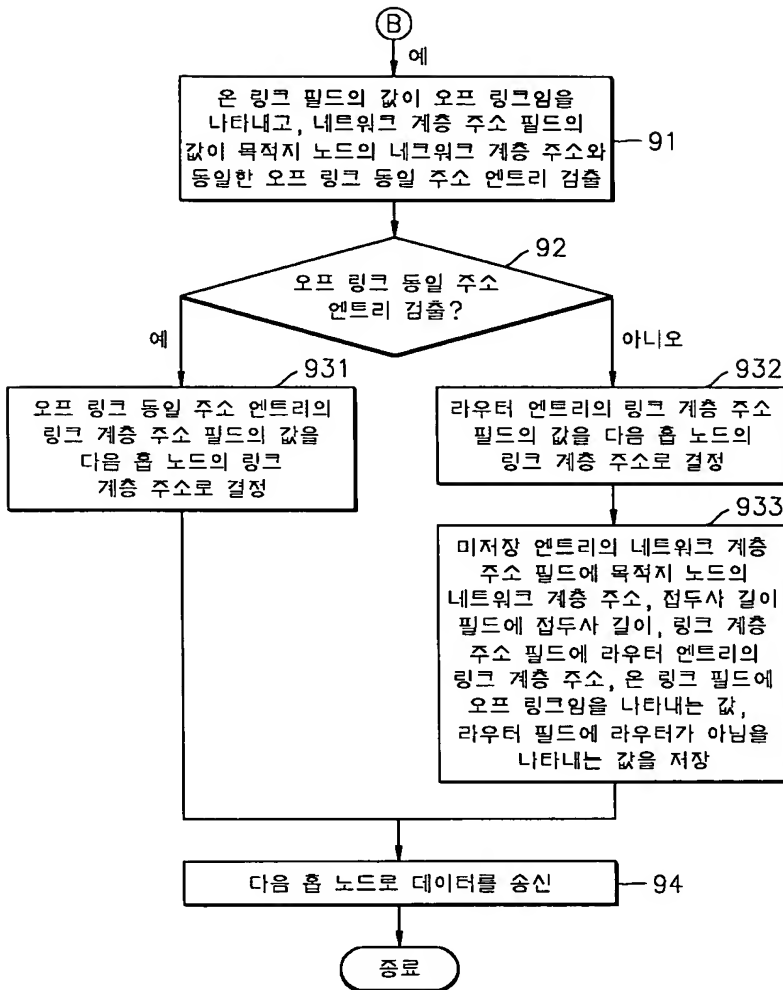 B
예
온 링크 필드의 값이 오프 링크임을
나타내고, 네트워크 계층 주소 필드의
값이 목적지 노드의 네크워크 계층 주소와
동일한 오프 링크 동일 주소 엔트리 검출
91
92
오프 링크 동일 주소
엔트리 검출?
예
아니오
931
오프 링크 동일 주소 엔트리의
링크 계층 주소 필드의 값을
다음 홉 노드의 링크
계층 주소로 결정
932
라우터 엔트리의 링크 계층 주소
필드의 값을 다음 홉 노드의
링크 계층 주소로 결정
933
미저장 엔트리의 네트워크 계층
주소 필드에 목적지 노드의
네트워크 계층 주소, 접두사 길이
필드에 접두사 길이, 링크 계층
주소 필드에 라우터 엔트리의
링크 계층 주소, 온 링크 필드에
오프 링크임을 나타내는 값,
라우터 필드에 라우터가 아님을
나타내는 값을 저장
다음 홉 노드로 데이터를 송신
94
종료